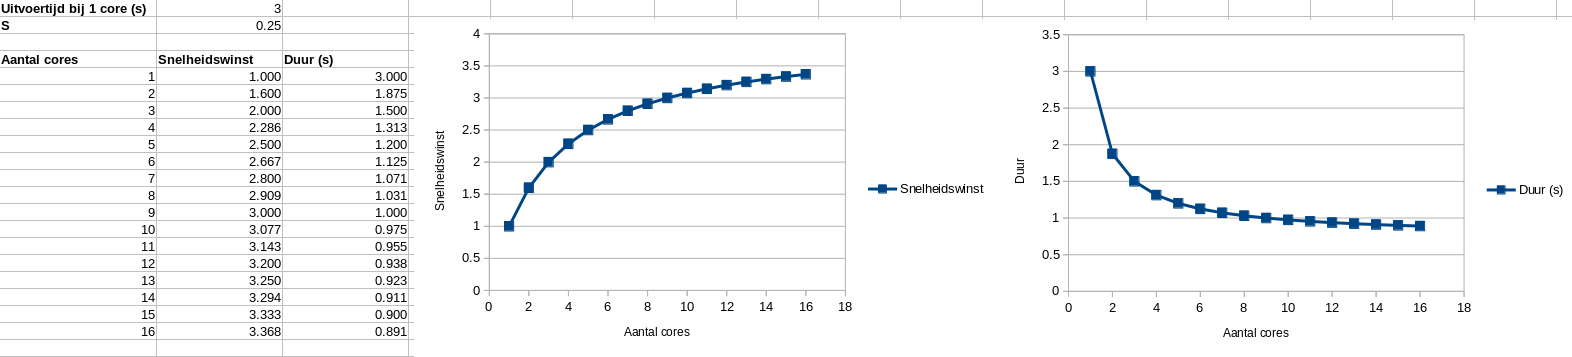 Uitvoertijd bij 1 core (s) 3
S 0.25
Aantal cores Snelheidswinst Duur (s)
1 1.000 3.000
2 1.600 1.875
3 2.000 1.500
4 2.286 1.313
5 2.500 1.200
6 2.667 1.125
7 2.800 1.071
8 2.909 1.031
9 3.000 1.000
10 3.077 0.975
11 3.143 0.955
12 3.200 0.938
13 3.250 0.923
14 3.294 0.911
15 3.333 0.900
16 3.368 0.891
4
3.5
3
2.5
2
1.5
1
0.5
0
0 2 4 6 8 10 12 14 16 18
Snelheidswinst
Aantal cores
Snelheidswinst
3.5
3
2.5
2
1.5
1
0.5
0
0 2 4 6 8 10 12 14 16 18
Duur
Aantal cores
Duur (s)